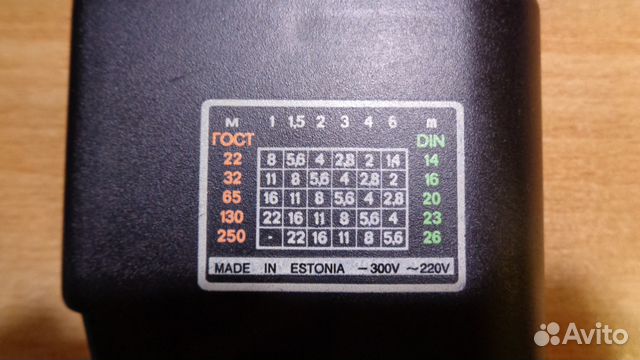 м 1 1,5 2 3 4 6 m
ГОСТ DIN
22 8 5,6 4 2,8 2 1,4 14
32 11 8 5,6 4 2,8 2 16
65 16 11 8 5,6 4 2,8 20
130 22 16 11 8 5,6 4 23
250 - 22 16 11 8 5,6 26
MADE IN ESTONIA —300V ~220V
Avito